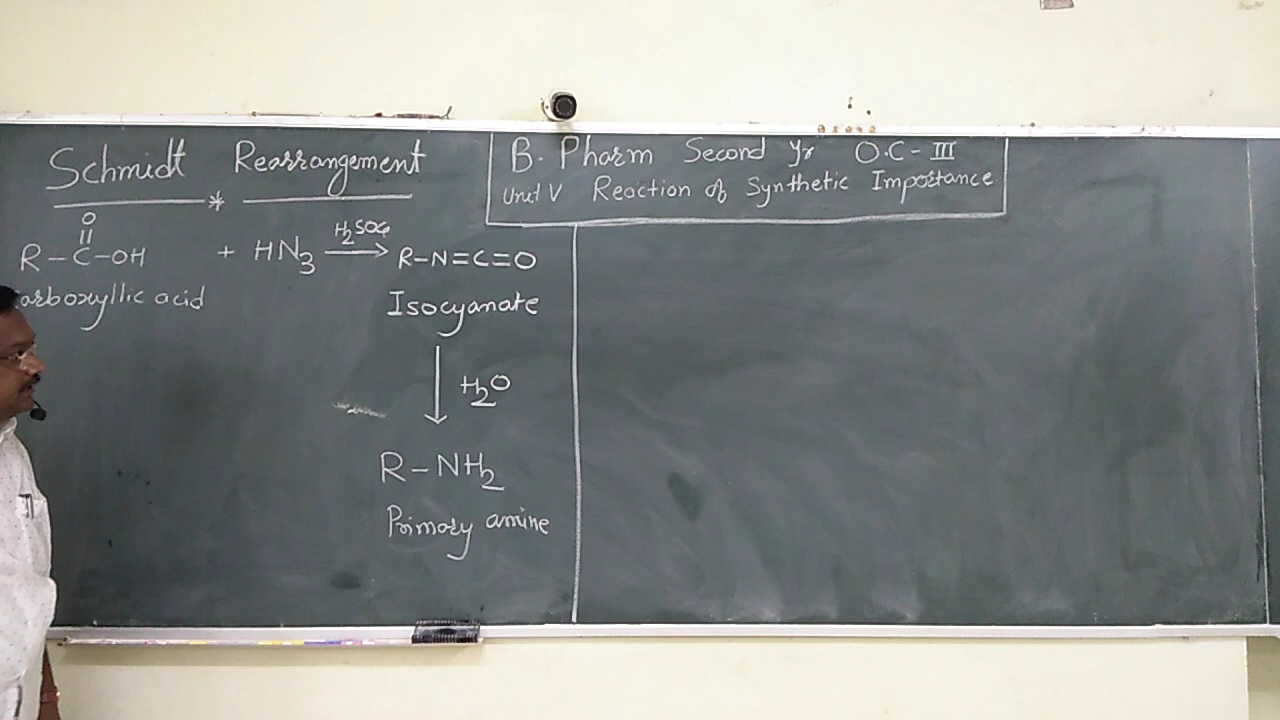 Schmidt Rearrangement
B. Pharm Second Yr O.C-III
Unit V Reaction of Synthetic Importance
O
||
R-C-OH + HN3 H2SO4 → R-N=C=O
arboxyllic acid
Isocyanate
↓ H2O
R-NH2
Primary amine